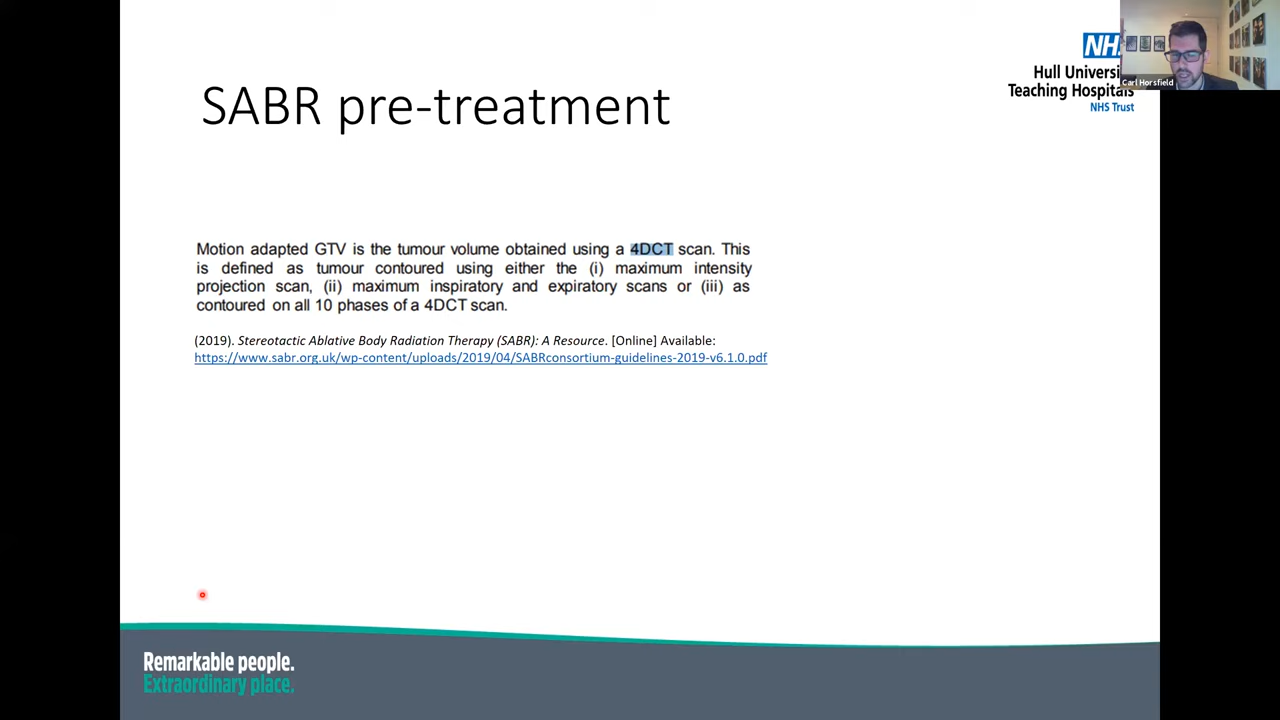 NH
Hull Universi
Teaching Hospitals
NHS Trust
Carl Horsfield
SABR pre-treatment
Motion adapted GTV is the tumour volume obtained using a 4DCT scan. This
is defined as tumour contoured using either the (i) maximum intensity
projection scan, (ii) maximum inspiratory and expiratory scans or (iii) as
contoured on all 10 phases of a 4DCT scan.
(2019). Stereotactic Ablative Body Radiation Therapy (SABR): A Resource. [Online] Available:
https://www.sabr.org.uk/wp-content/uploads/2019/04/SABRconsortium-guidelines-2019-v6.1.0.pdf
Remarkable people.
Extraordinary place.